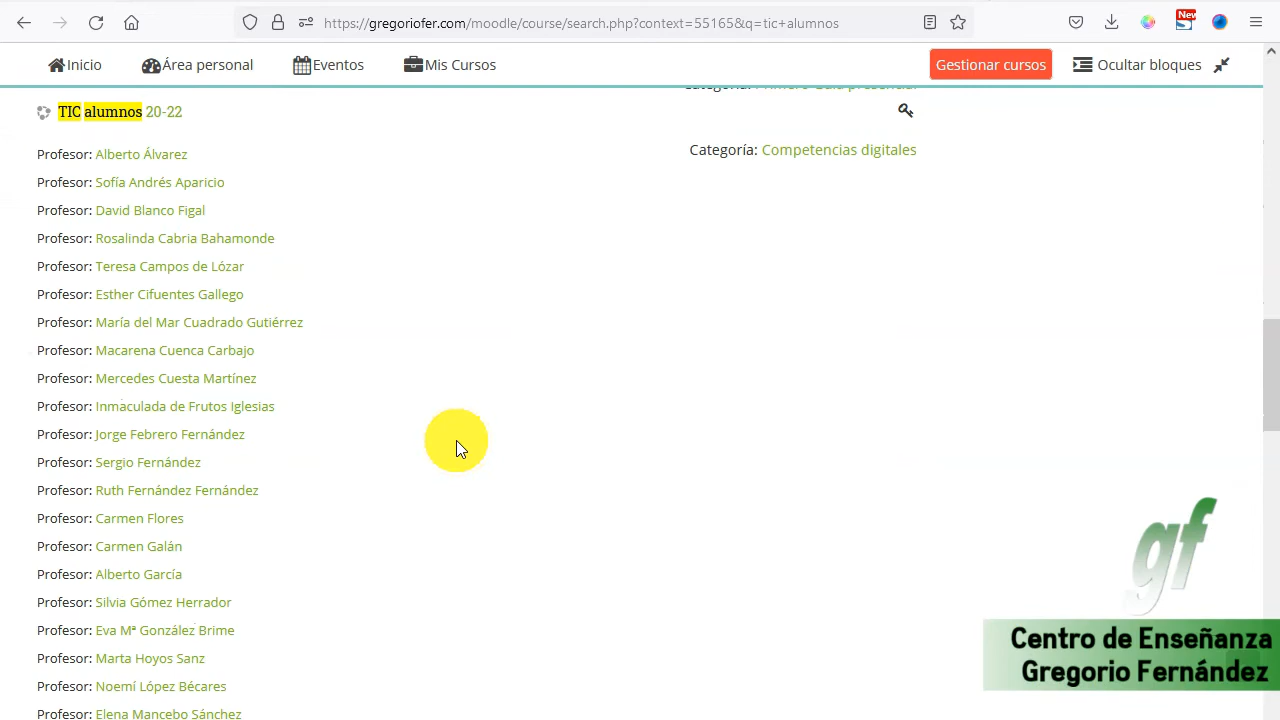 https://gregoriofer.com/moodle/course/search.php?context=55165&q=tic+alumnos
New
Inicio
Área personal
Eventos
Mis Cursos
Gestionar cursos
Ocultar bloques
TIC alumnos 20-22
Categoría: Competencias digitales
Profesor: Alberto Álvarez
Profesor: Sofía Andrés Aparicio
Profesor: David Blanco Figal
Profesor: Rosalinda Cabria Bahamonde
Profesor: Teresa Campos de Lózar
Profesor: Esther Cifuentes Gallego
Profesor: María del Mar Cuadrado Gutiérrez
Profesor: Macarena Cuenca Carbajo
Profesor: Mercedes Cuesta Martínez
Profesor: Inmaculada de Frutos Iglesias
Profesor: Jorge Febrero Fernández
Profesor: Sergio Fernández
Profesor: Ruth Fernández Fernández
Profesor: Carmen Flores
Profesor: Carmen Galán
Profesor: Alberto García
Profesor: Silvia Gómez Herrador
Profesor: Eva Mª González Brime
Profesor: Marta Hoyos Sanz
Profesor: Noemí López Bécares
Profesor: Elena Mancebo Sánchez
gf
Centro de Enseñanza
Gregorio Fernández